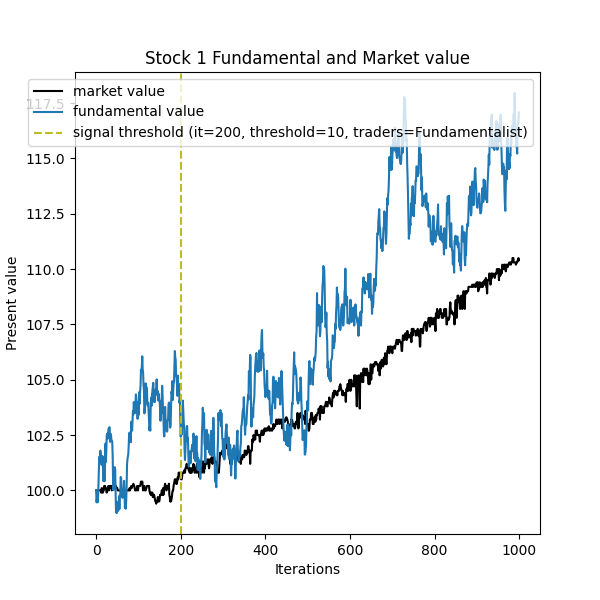 Stock 1 Fundamental and Market value
market value
fundamental value
signal threshold (it=200, threshold=10, traders=Fundamentalist)
117.5
115.0
112.5
110.0
107.5
105.0
102.5
100.0
Present value
0 200 400 600 800 1000
Iterations